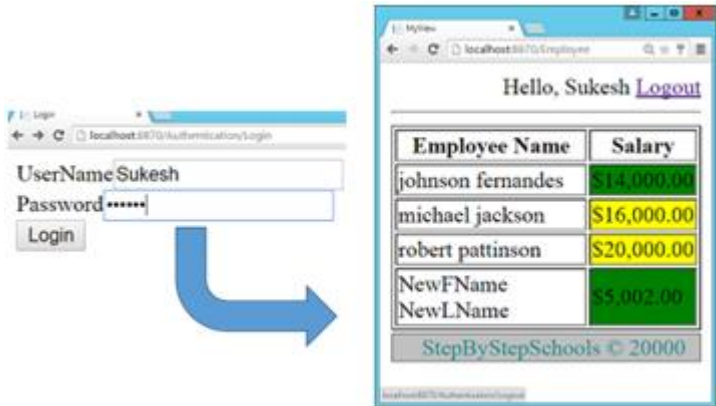 Login
localhost:8870/Authentication/Login
UserName Sukesh
Password ••••••
Login
MyView
localhost:8870/Employee
Hello, Sukesh Logout
Employee Name Salary
johnson fernandes $14,000.00
michael jackson $16,000.00
robert pattinson $20,000.00
NewFName
NewLName
$5,002.00
StepByStepSchools © 20000
localhost:8870/Authentication/Logout